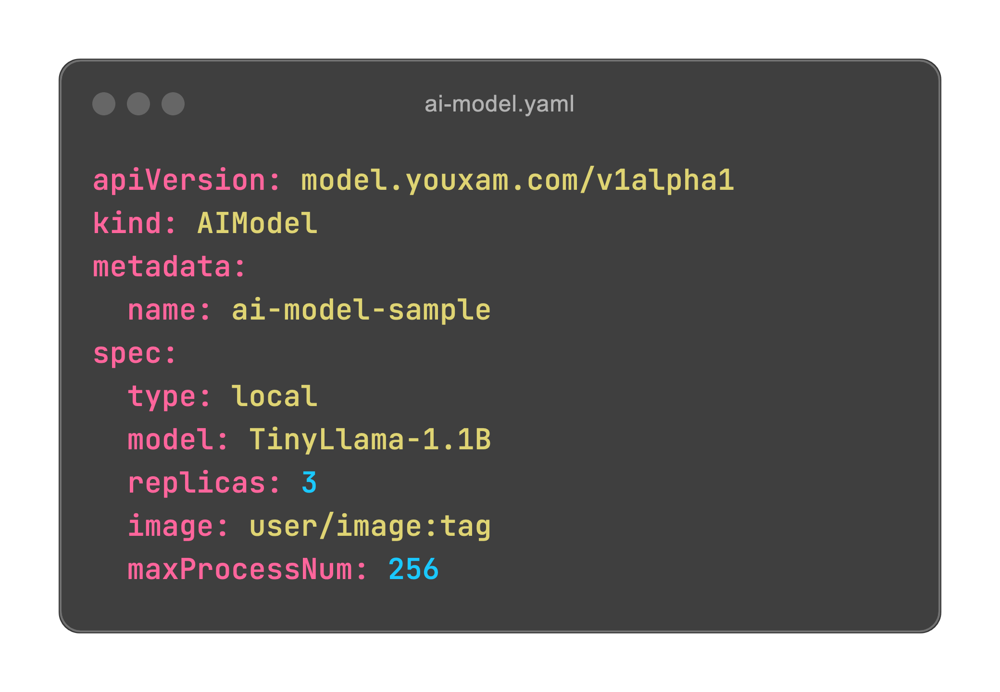 ai-model.yaml
apiVersion: model.youxam.com/v1alpha1
kind: AIModel
metadata:
  name: ai-model-sample
spec:
  type: local
  model: TinyLlama-1.1B
  replicas: 3
  image: user/image:tag
  maxProcessNum: 256